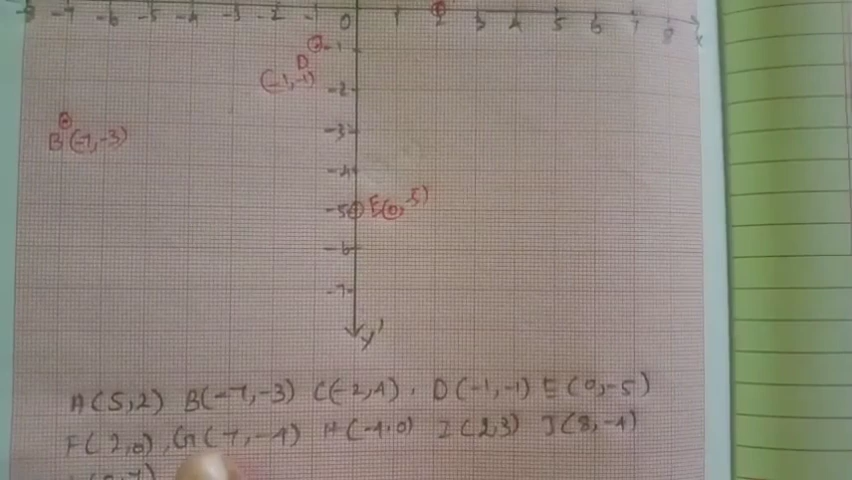 -8 -7 -6 -5 -4 -3 -2 -1 0 1 2 3 4 5 6 7 8 x
-1
D
(-1,-1)
-2
-3
B(-7,-3)
-4
-5 E(0,-5)
-6
-7
y'
A(5,2) B(-7,-3) C(-2,4), D(-1,-1) E(0,-5)
F(2,0), G(7,-4) H(-4,0) I(2,3) J(8,-4)